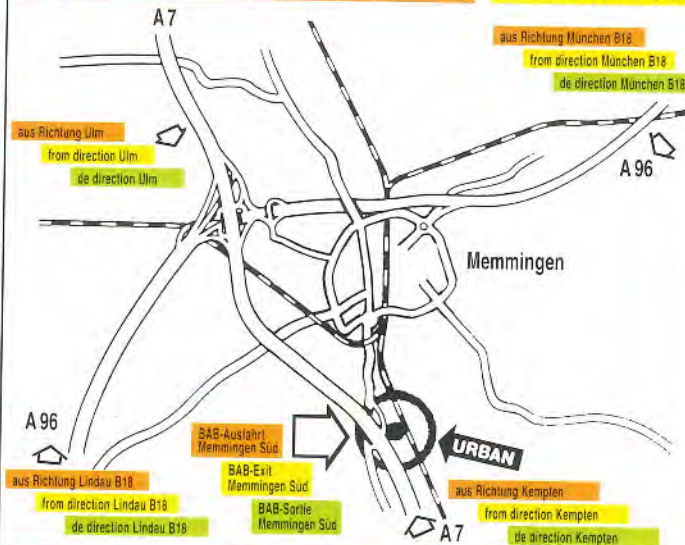 A7
aus Richtung München B18
from direction München B18
de direction München B18
aus Richtung Ulm
from direction Ulm
de direction Ulm
A 96
Memmingen
A 96
BAB-Ausfahrt
Memmingen Süd
BAB-Exit
Memmingen Süd
BAB-Sortie
Memmingen Süd
URBAN
aus Richtung Lindau B18
from direction Lindau B18
de direction Lindau B18
aus Richtung Kempten
from direction Kempten
de direction Kempten
A7